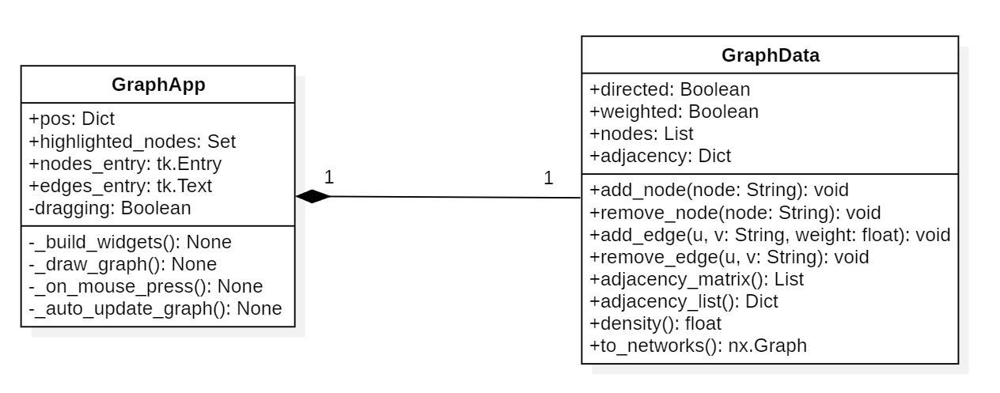 GraphApp
+pos: Dict
+highlighted_nodes: Set
+nodes_entry: tk.Entry
+edges_entry: tk.Text
-dragging: Boolean
-_build_widgets(): None
-_draw_graph(): None
-_on_mouse_press(): None
-_auto_update_graph(): None
1
1
GraphData
+directed: Boolean
+weighted: Boolean
+nodes: List
+adjacency: Dict
+add_node(node: String): void
+remove_node(node: String): void
+add_edge(u, v: String, weight: float): void
+remove_edge(u, v: String): void
+adjacency_matrix(): List
+adjacency_list(): Dict
+density(): float
+to_networks(): nx.Graph